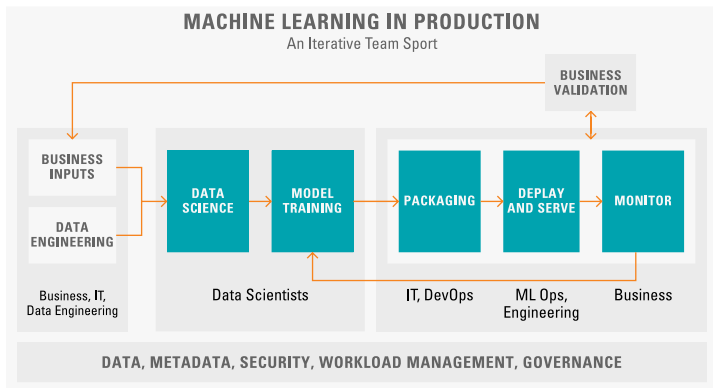 MACHINE LEARNING IN PRODUCTION
An Iterative Team Sport
BUSINESS
VALIDATION
BUSINESS
INPUTS
DATA
ENGINEERING
Business, IT,
Data Engineering
DATA
SCIENCE
MODEL
TRAINING
Data Scientists
PACKAGING
DEPLAY
AND SERVE
MONITOR
IT, DevOps
ML Ops,
Engineering
Business
DATA, METADATA, SECURITY, WORKLOAD MANAGEMENT, GOVERNANCE